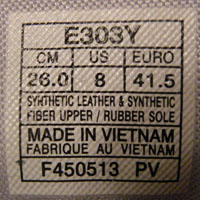 E303Y
CM US EURO
26.0 8 41.5
SYNTHETIC LEATHER & SYNTHETIC
FIBER UPPER / RUBBER SOLE
MADE IN VIETNAM
FABRIQUE AU VIETNAM
F450513 PV